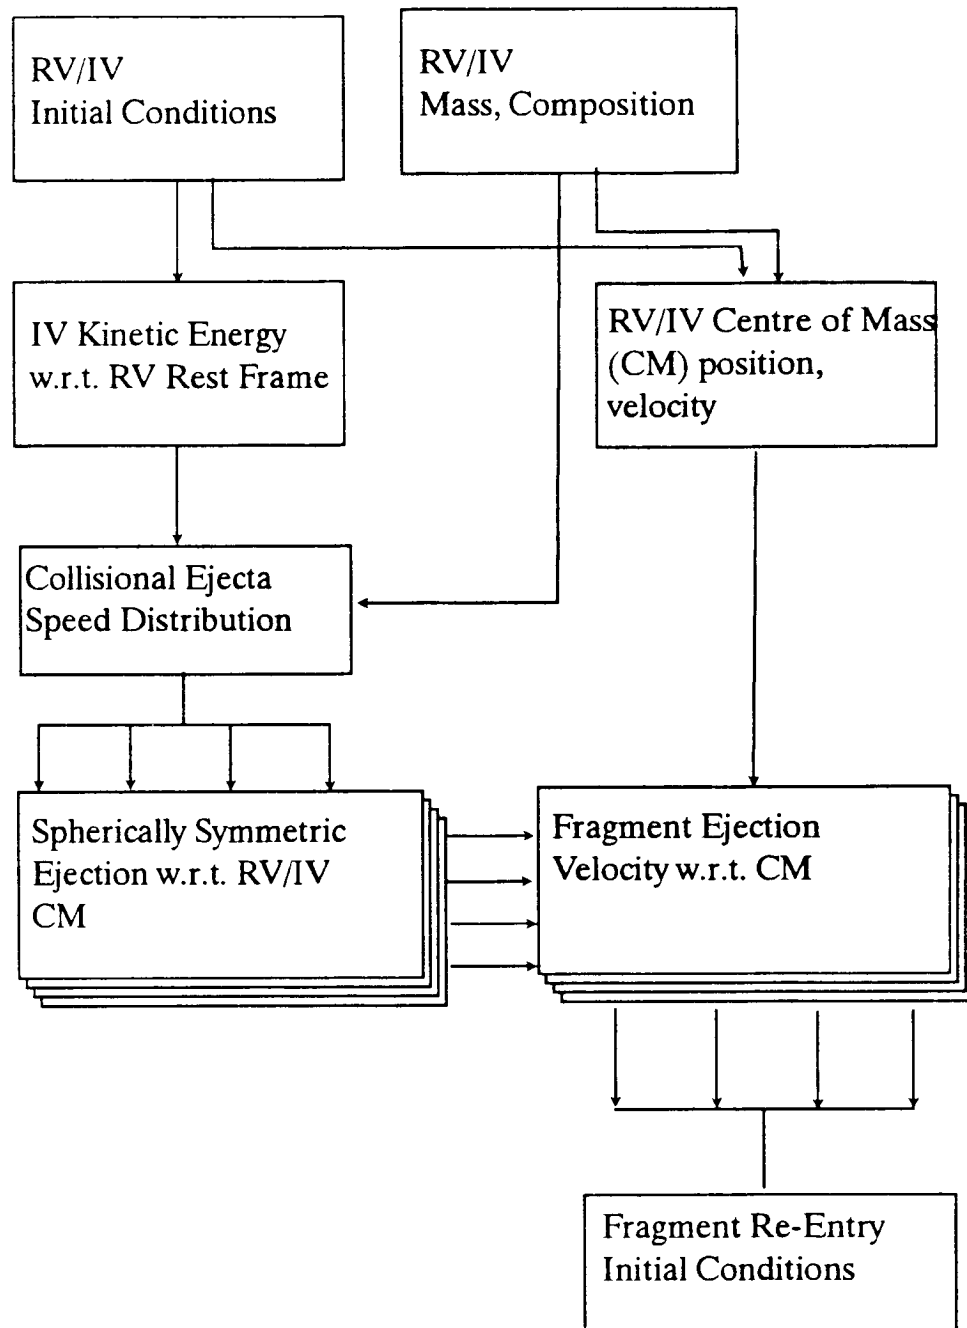 RV/IV
Initial Conditions
RV/IV
Mass, Composition
IV Kinetic Energy
w.r.t. RV Rest Frame
RV/IV Centre of Mass
(CM) position,
velocity
Collisional Ejecta
Speed Distribution
Spherically Symmetric
Ejection w.r.t. RV/IV
CM
Fragment Ejection
Velocity w.r.t. CM
Fragment Re-Entry
Initial Conditions